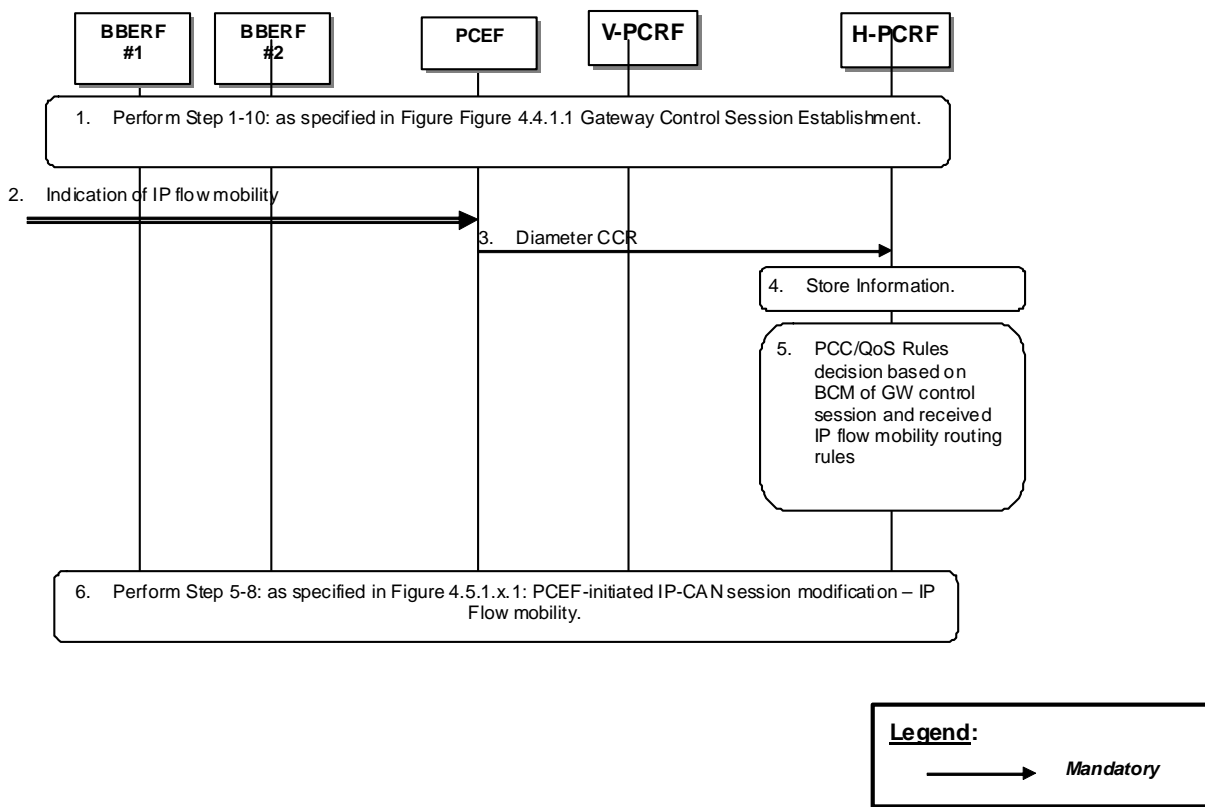 BBERF
#1
BBERF
#2
PCEF
V-PCRF
H-PCRF
1. Perform Step 1-10: as specified in Figure Figure 4.4.1.1 Gateway Control Session Establishment.
2. Indication of IP flow mobility
3. Diameter CCR
4. Store Information.
5. PCC/QoS Rules
decision based on
BCM of GW control
session and received
IP flow mobility routing
rules
6. Perform Step 5-8: as specified in Figure 4.5.1.x.1: PCEF-initiated IP-CAN session modification – IP
Flow mobility.
Legend:
Mandatory